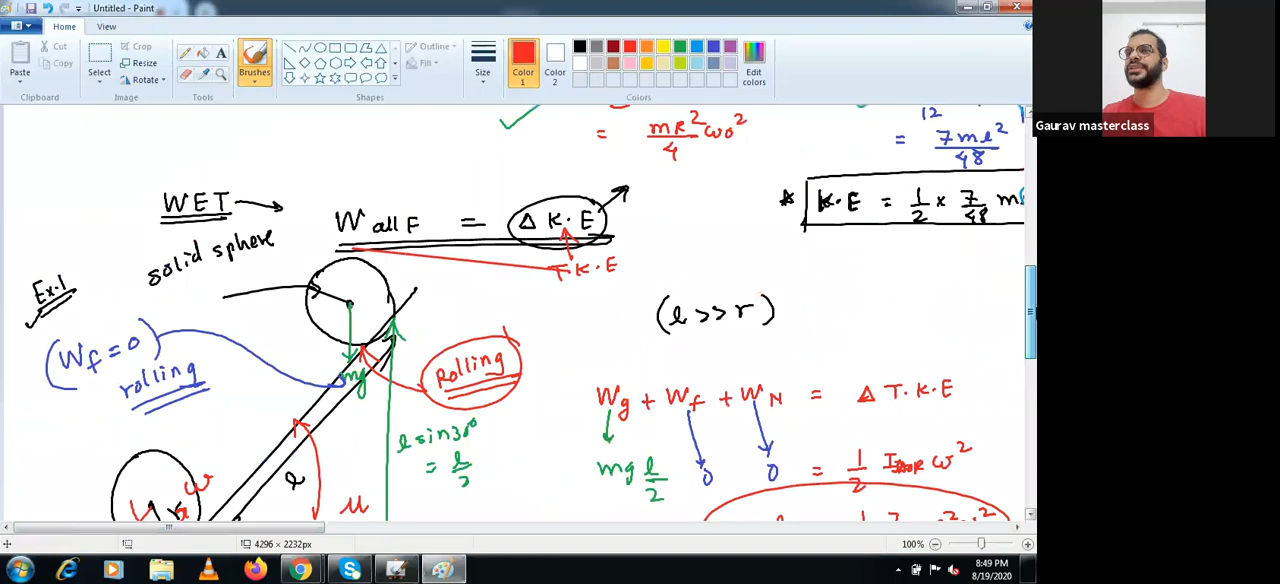 Untitled - Paint
Home
View
Paste
Cut
Copy
Clipboard
Select
Crop
Resize
Rotate
Image
Tools
Brushes
Shapes
Outline
Fill
Size
Color 1
Color 2
Edit colors
Colors
Gaurav masterclass
= mR²/4 ω₀²
12
= 7ml²/48
K.E = 1/2 × 7/48 m
WET →
W all F = Δ K.E
T K.E
solid sphere
Ex.1
(l >> r)
(Wf = 0)
rolling
Rolling
mg
Wg + Wf + WN = Δ T.K.E
l sin30°
= l/2
mg l/2 0 0 = 1/2 I ω²
l
ω
μ
4296 × 2232px
100%
8:49 PM
8/19/2020